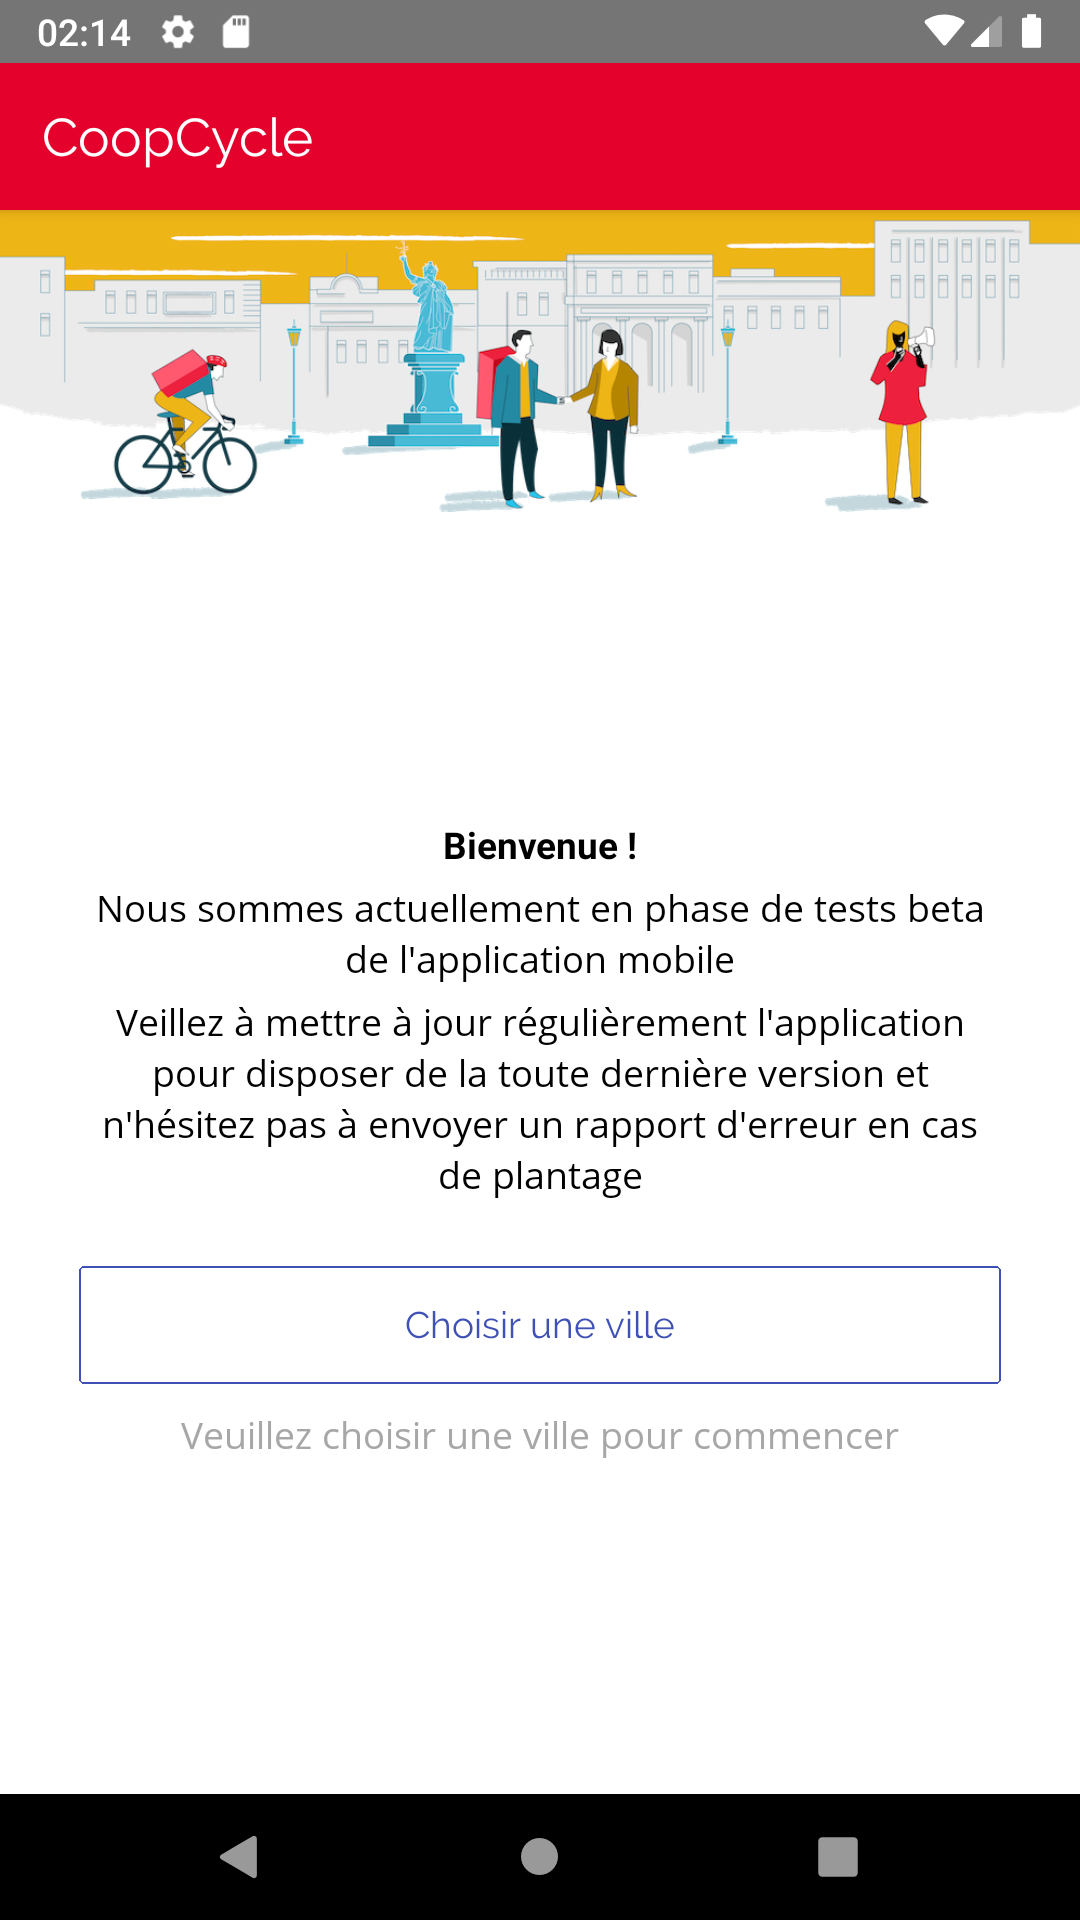 02:14
CoopCycle
Bienvenue !
Nous sommes actuellement en phase de tests beta
de l'application mobile
Veillez à mettre à jour régulièrement l'application
pour disposer de la toute dernière version et
n'hésitez pas à envoyer un rapport d'erreur en cas
de plantage
Choisir une ville
Veuillez choisir une ville pour commencer